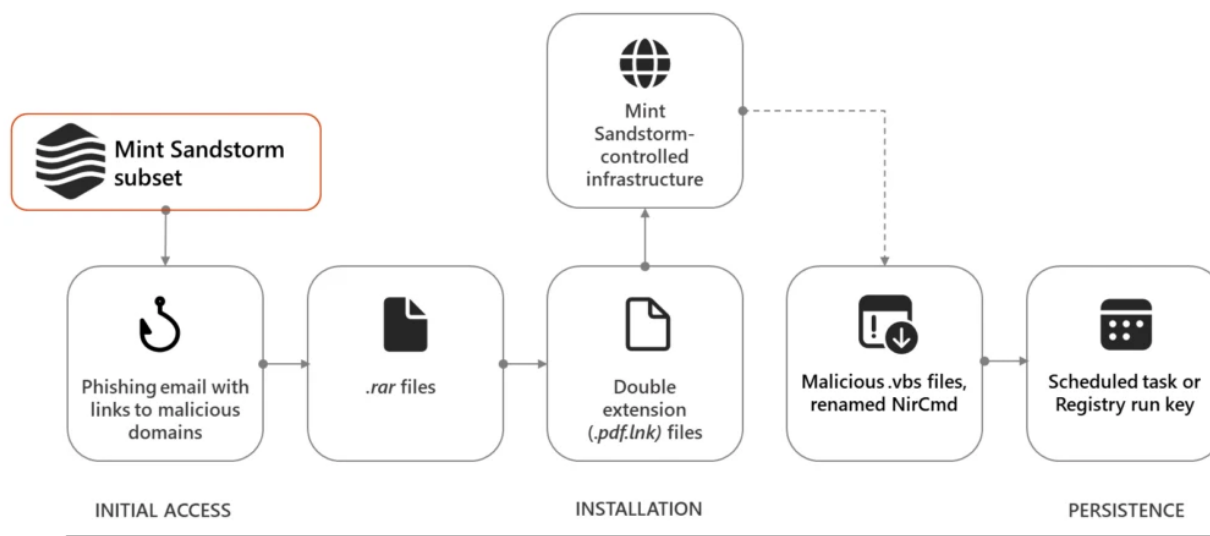 Mint Sandstorm
subset
Mint
Sandstorm-
controlled
infrastructure
Phishing email with
links to malicious
domains
.rar files
Double
extension
(.pdf.lnk) files
Malicious .vbs files,
renamed NirCmd
Scheduled task or
Registry run key
INITIAL ACCESS
INSTALLATION
PERSISTENCE